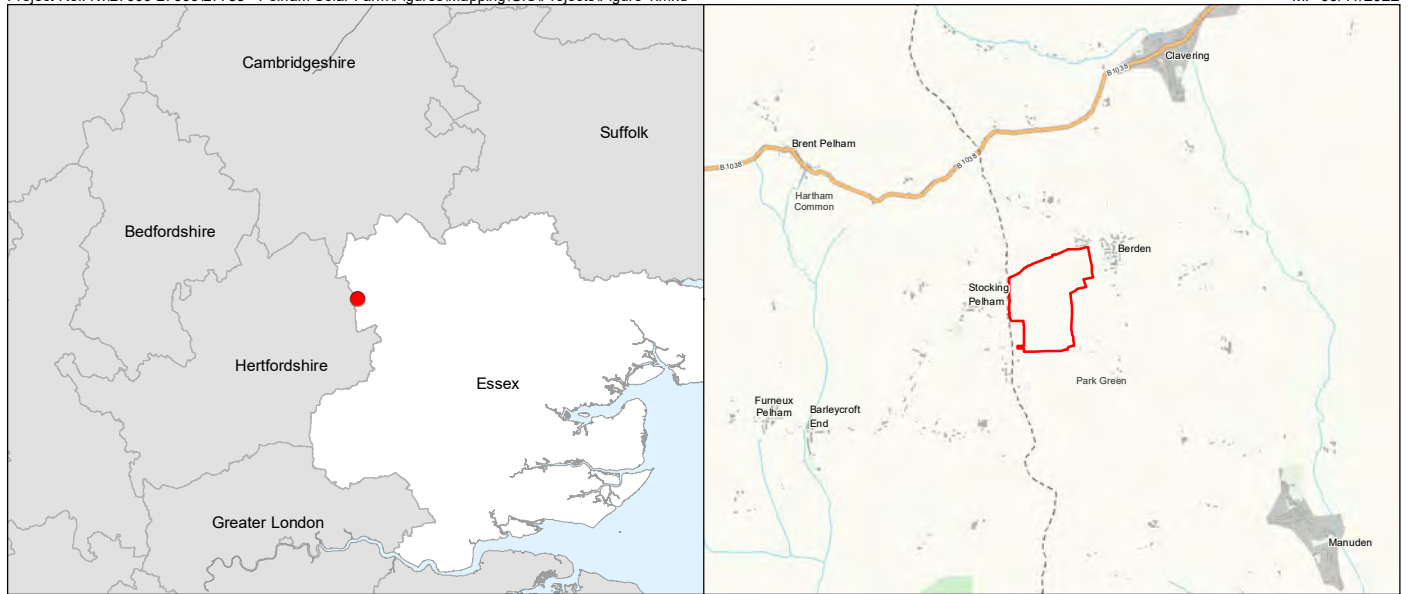 Cambridgeshire
Suffolk
Bedfordshire
Hertfordshire
Essex
Greater London
Clavering
B1038
Brent Pelham
B1038
B1038
Hartham
Common
Berden
Stocking
Pelham
Park Green
Furneux
Pelham
Barleycroft
End
Manuden